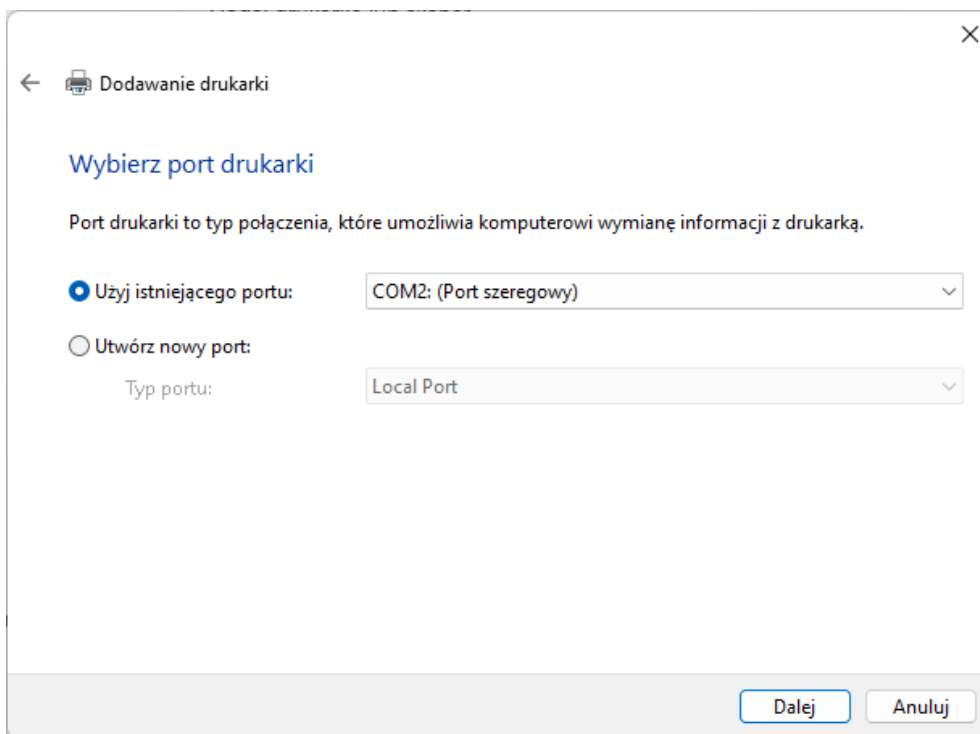 Dodawanie drukarki
Wybierz port drukarki
Port drukarki to typ połączenia, które umożliwia komputerowi wymianę informacji z drukarką.
Użyj istniejącego portu:
COM2: (Port szeregowy)
Utwórz nowy port:
Typ portu:
Local Port
Dalej
Anuluj